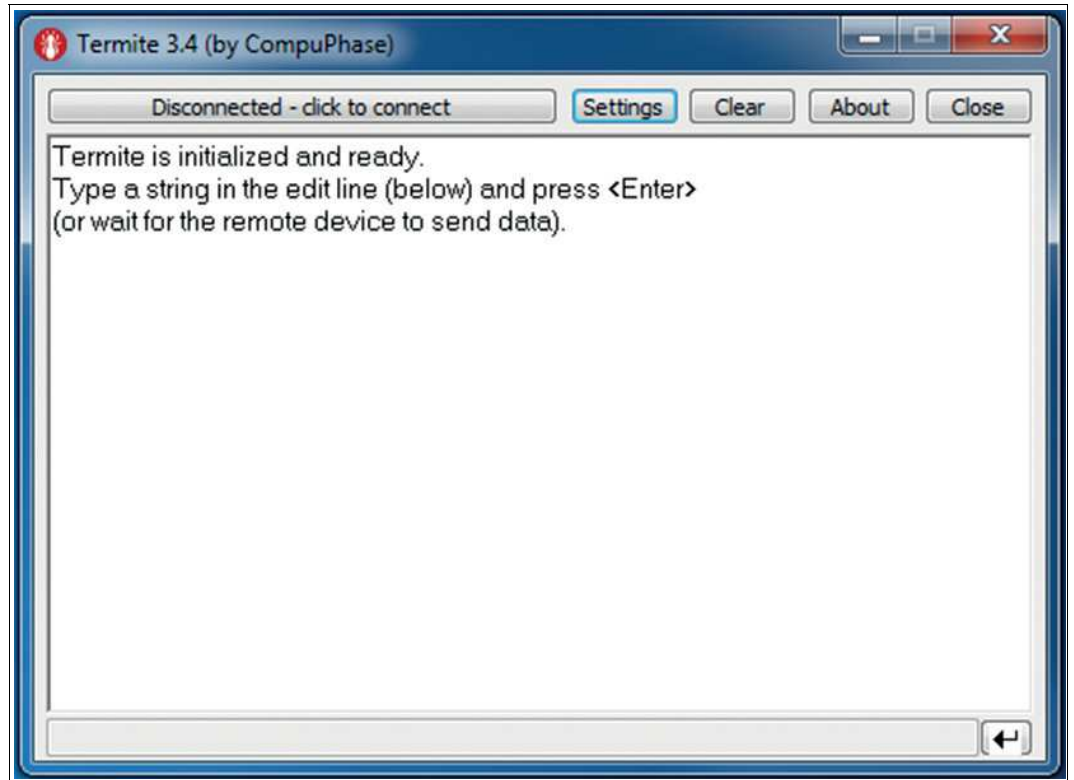 Termite 3.4 (by CompuPhase)
Disconnected - click to connect Settings Clear About Close
Termite is initialized and ready.
Type a string in the edit line (below) and press <Enter>
(or wait for the remote device to send data).